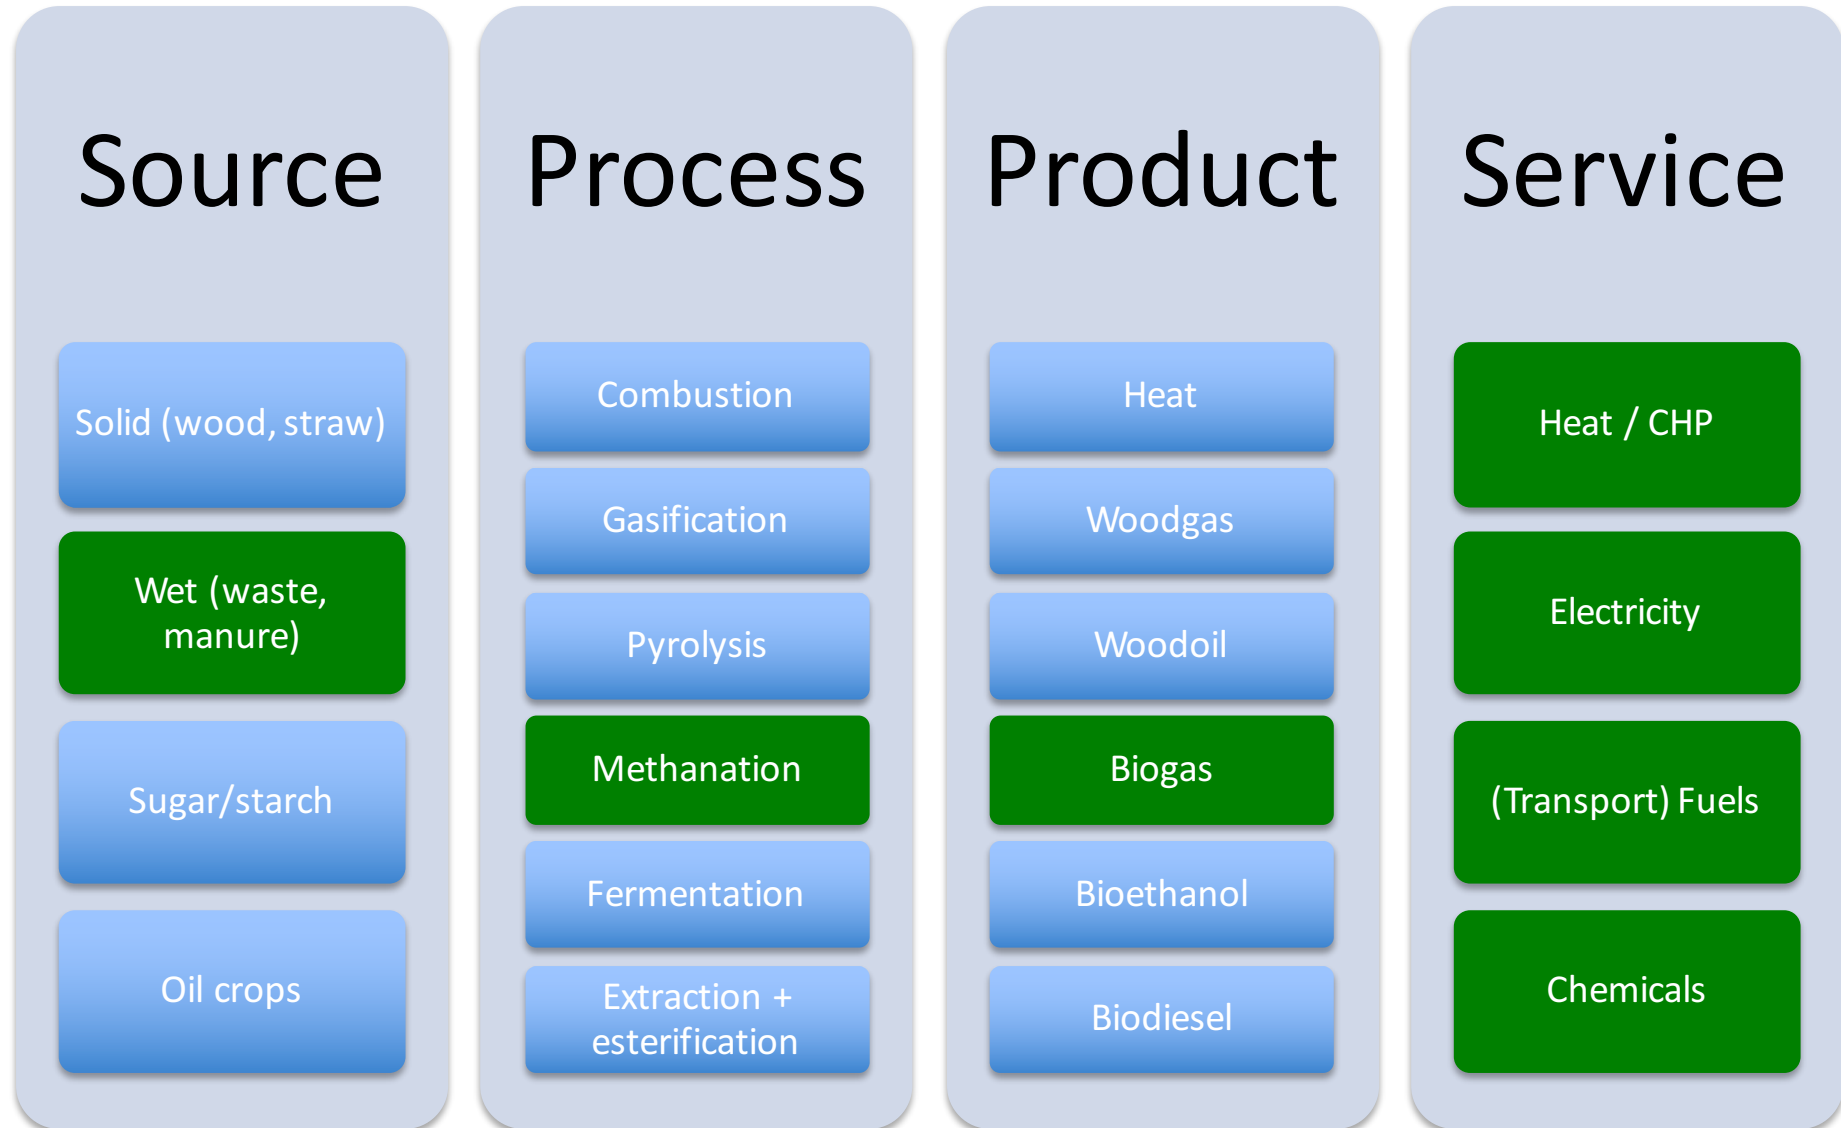 Source
Solid (wood, straw)
Wet (waste,
manure)
Sugar/starch
Oil crops
Process
Combustion
Gasification
Pyrolysis
Methanation
Fermentation
Extraction +
esterification
Product
Heat
Woodgas
Woodoil
Biogas
Bioethanol
Biodiesel
Service
Heat / CHP
Electricity
(Transport) Fuels
Chemicals